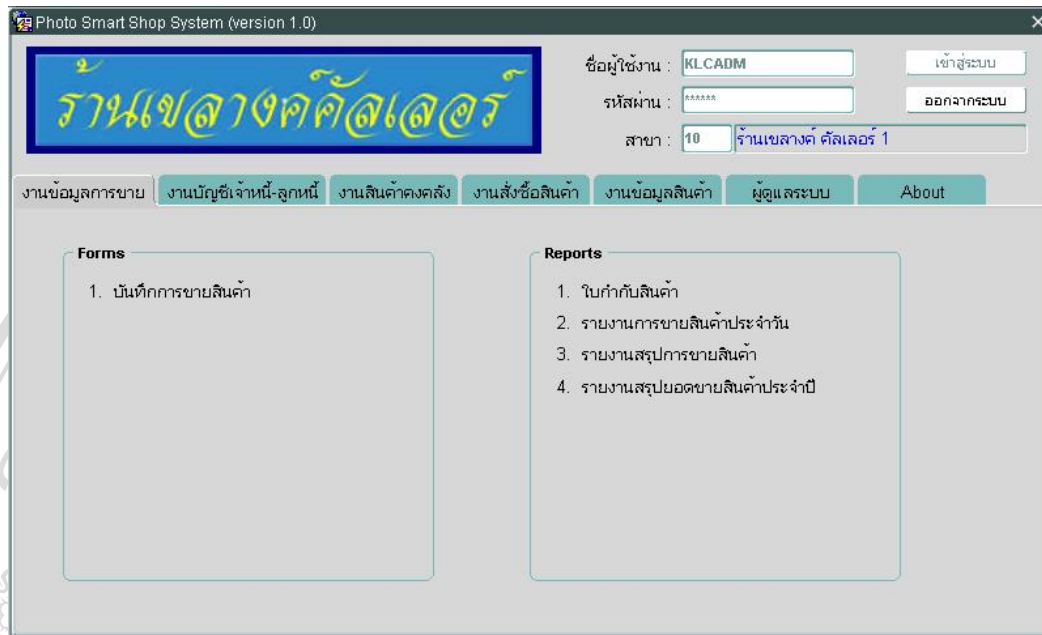 Photo Smart Shop System (version 1.0)
ร้านเขลางค์คัลเลอร์
ชื่อผู้ใช้งาน : KLCADM
เข้าสู่ระบบ
รหัสผ่าน : ******
ออกจากระบบ
สาขา : 10 ร้านเขลางค์ คัลเลอร์ 1
งานข้อมูลการขาย งานบัญชีเจ้าหนี้-ลูกหนี้ งานสินค้าคงคลัง งานสั่งซื้อสินค้า งานข้อมูลสินค้า ผู้ดูแลระบบ About
Forms
1. บันทึกการขายสินค้า
Reports
1. ใบกำกับสินค้า
2. รายงานการขายสินค้าประจำวัน
3. รายงานสรุปการขายสินค้า
4. รายงานสรุปยอดขายสินค้าประจำปี